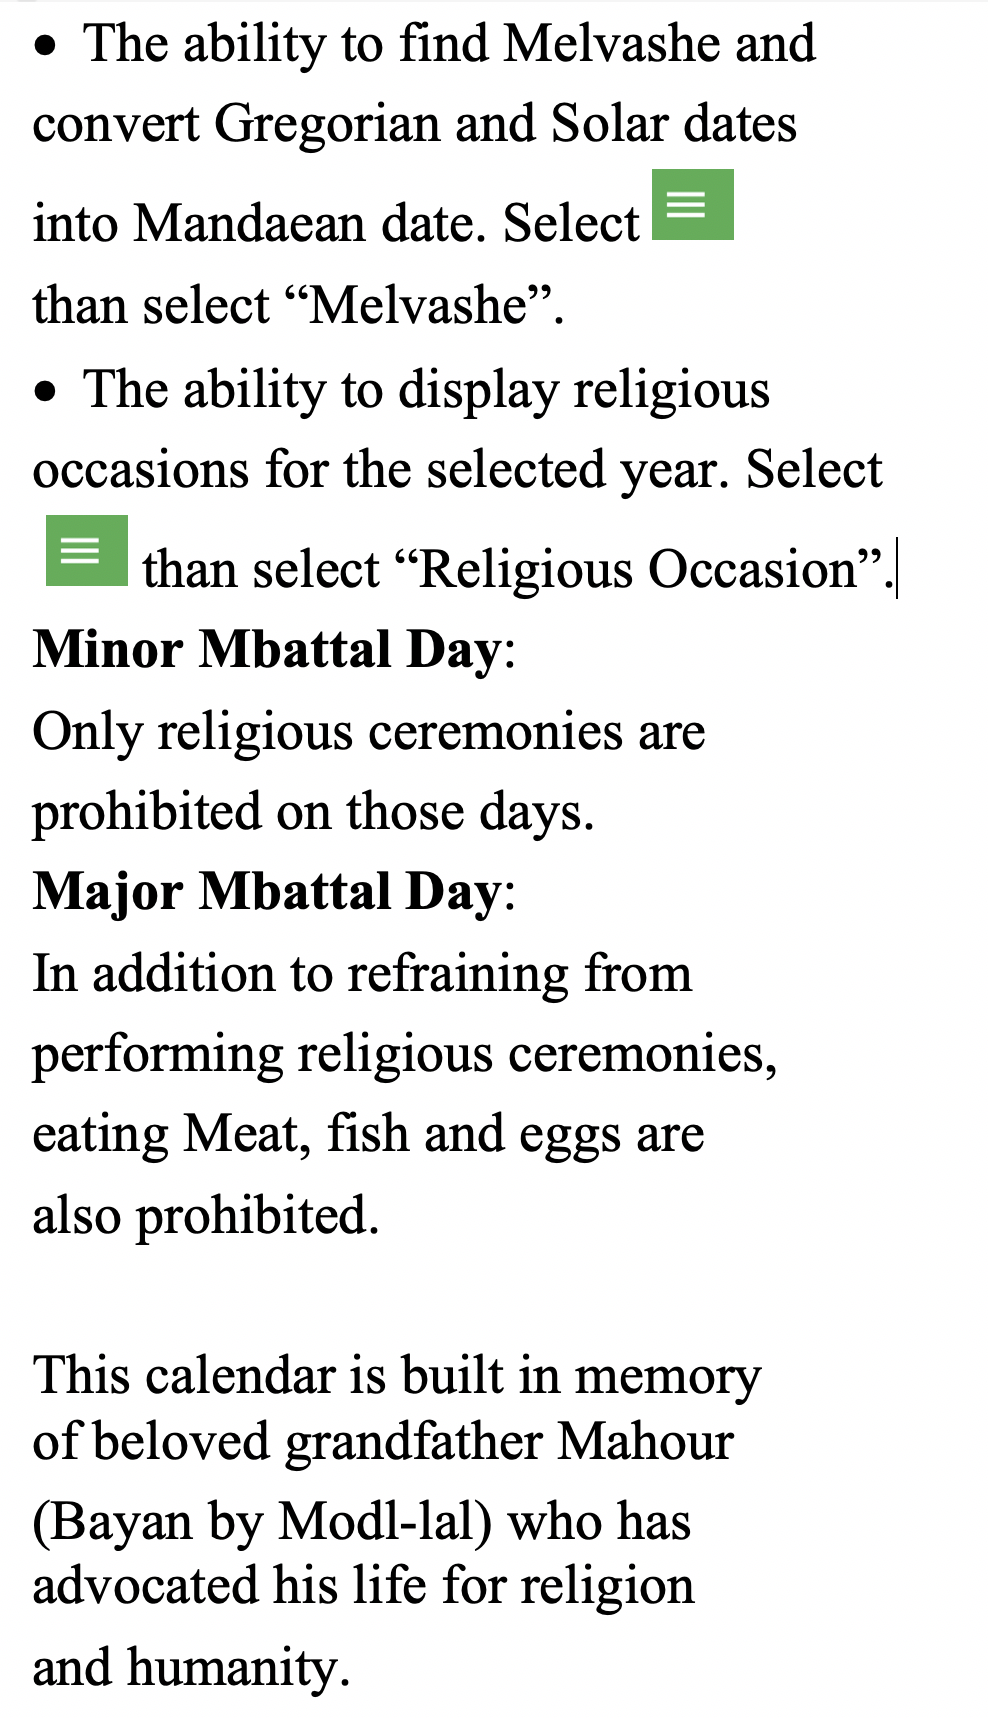 • The ability to find Melvashe and
convert Gregorian and Solar dates
into Mandaean date. Select
than select “Melvashe”.
• The ability to display religious
occasions for the selected year. Select
than select “Religious Occasion”.
Minor Mbattal Day:
Only religious ceremonies are
prohibited on those days.
Major Mbattal Day:
In addition to refraining from
performing religious ceremonies,
eating Meat, fish and eggs are
also prohibited.
This calendar is built in memory
of beloved grandfather Mahour
(Bayan by Modl-lal) who has
advocated his life for religion
and humanity.